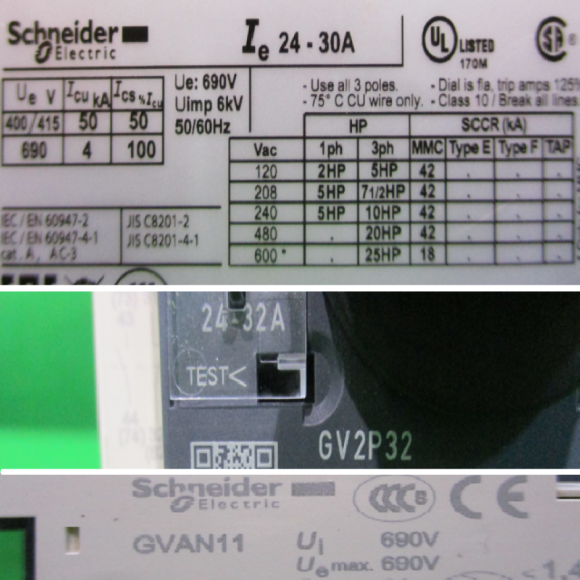 Schneider Electric
Ie 24 - 30A
UL LISTED
170M
Ue V Icu kA Ics %Icu
400/415 50 50
690 4 100
Ue: 690V
Uimp 6kV
50/60Hz
- Use all 3 poles. - Dial is fla, trip amps 125%
- 75° C CU wire only. - Class 10 / Break all lines.
HP SCCR (kA)
Vac 1ph 3ph MMC Type E Type F TAP
120 2HP 5HP 42 . . .
208 5HP 71/2HP 42 . . .
240 5HP 10HP 42 . . .
480 . 20HP 42 . . .
600 * . 25HP 18 . . .
IEC / EN 60947-2 JIS C8201-2
IEC / EN 60947-4-1 JIS C8201-4-1
cat. A, AC-3
24-32A
TEST<
GV2P32
Schneider Electric
CCC S CE
GVAN11 Ui 690V
Ue max. 690V